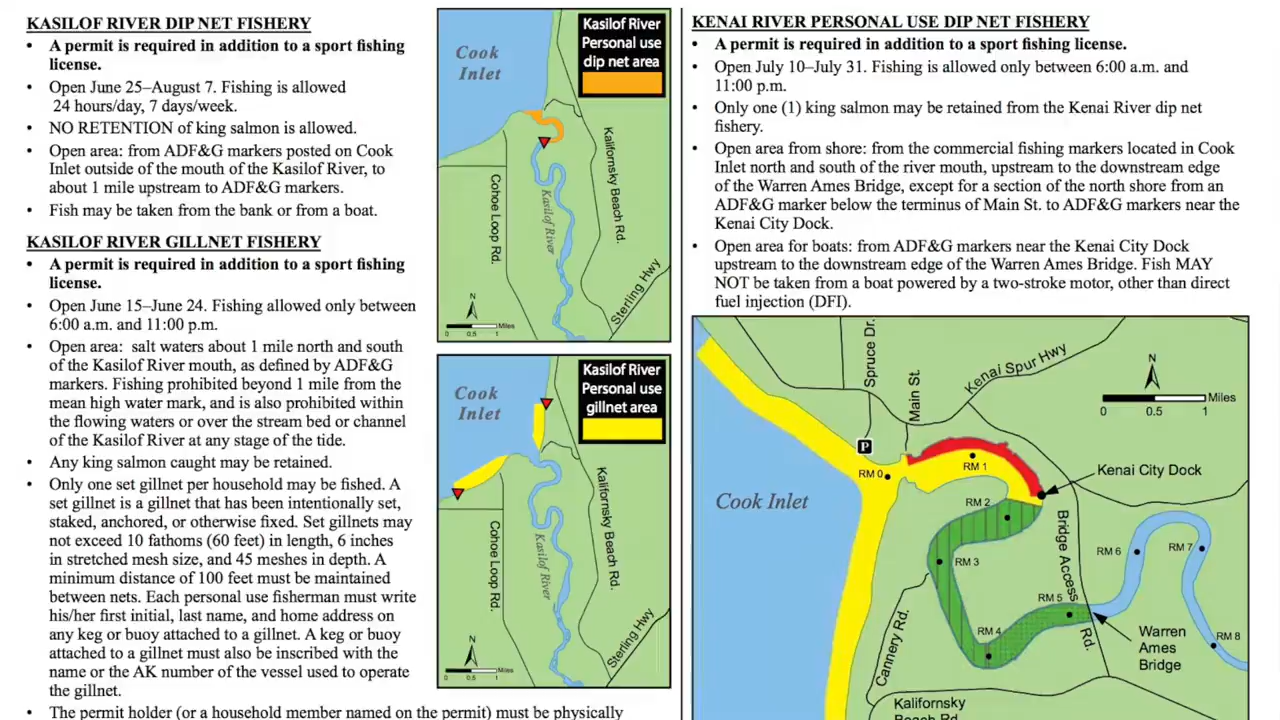 KASILOF RIVER DIP NET FISHERY
• A permit is required in addition to a sport fishing
license.
• Open June 25–August 7. Fishing is allowed
24 hours/day, 7 days/week.
• NO RETENTION of king salmon is allowed.
• Open area: from ADF&G markers posted on Cook
Inlet outside of the mouth of the Kasilof River, to
about 1 mile upstream to ADF&G markers.
• Fish may be taken from the bank or from a boat.
KASILOF RIVER GILLNET FISHERY
• A permit is required in addition to a sport fishing
license.
• Open June 15–June 24. Fishing allowed only between
6:00 a.m. and 11:00 p.m.
• Open area: salt waters about 1 mile north and south
of the Kasilof River mouth, as defined by ADF&G
markers. Fishing prohibited beyond 1 mile from the
mean high water mark, and is also prohibited within
the flowing waters or over the stream bed or channel
of the Kasilof River at any stage of the tide.
• Any king salmon caught may be retained.
• Only one set gillnet per household may be fished. A
set gillnet is a gillnet that has been intentionally set,
staked, anchored, or otherwise fixed. Set gillnets may
not exceed 10 fathoms (60 feet) in length, 6 inches
in stretched mesh size, and 45 meshes in depth. A
minimum distance of 100 feet must be maintained
between nets. Each personal use fisherman must write
his/her first initial, last name, and home address on
any keg or buoy attached to a gillnet. A keg or buoy
attached to a gillnet must also be inscribed with the
name or the AK number of the vessel used to operate
the gillnet.
• The permit holder (or a household member named on the permit) must be physically
Kasilof River
Personal use
dip net area
Cook
Inlet
Kalifornsky Beach Rd.
Cohoe Loop Rd.
Kasilof River
Sterling Hwy
N
Miles
0 0.5 1
Kasilof River
Personal use
gillnet area
Cook
Inlet
Kalifornsky Beach Rd.
Cohoe Loop Rd.
Kasilof River
Sterling Hwy
N
Miles
0 0.5 1
KENAI RIVER PERSONAL USE DIP NET FISHERY
• A permit is required in addition to a sport fishing license.
• Open July 10–July 31. Fishing is allowed only between 6:00 a.m. and
11:00 p.m.
• Only one (1) king salmon may be retained from the Kenai River dip net
fishery.
• Open area from shore: from the commercial fishing markers located in Cook
Inlet north and south of the river mouth, upstream to the downstream edge
of the Warren Ames Bridge, except for a section of the north shore from an
ADF&G marker below the terminus of Main St. to ADF&G markers near the
Kenai City Dock.
• Open area for boats: from ADF&G markers near the Kenai City Dock
upstream to the downstream edge of the Warren Ames Bridge. Fish MAY
NOT be taken from a boat powered by a two-stroke motor, other than direct
fuel injection (DFI).
Spruce Dr.
Main St.
Kenai Spur Hwy
N
Miles
0 0.5 1
P
RM 0
RM 1
Kenai City Dock
Cook Inlet
RM 2
Bridge Access Rd.
RM 3
RM 6
RM 7
RM 5
RM 4
RM 8
Warren
Ames
Bridge
Cannery Rd.
Kalifornsky
Beach Rd.